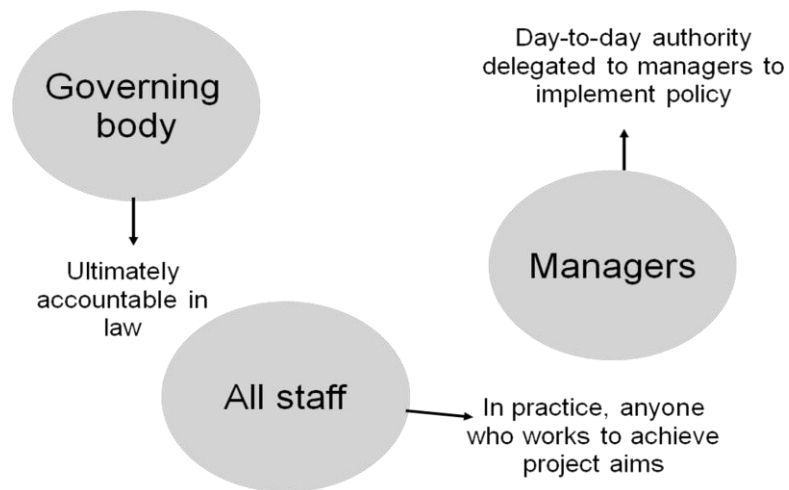 Governing
body
Ultimately
accountable in
law
Day-to-day authority
delegated to managers to
implement policy
Managers
All staff
In practice, anyone
who works to achieve
project aims